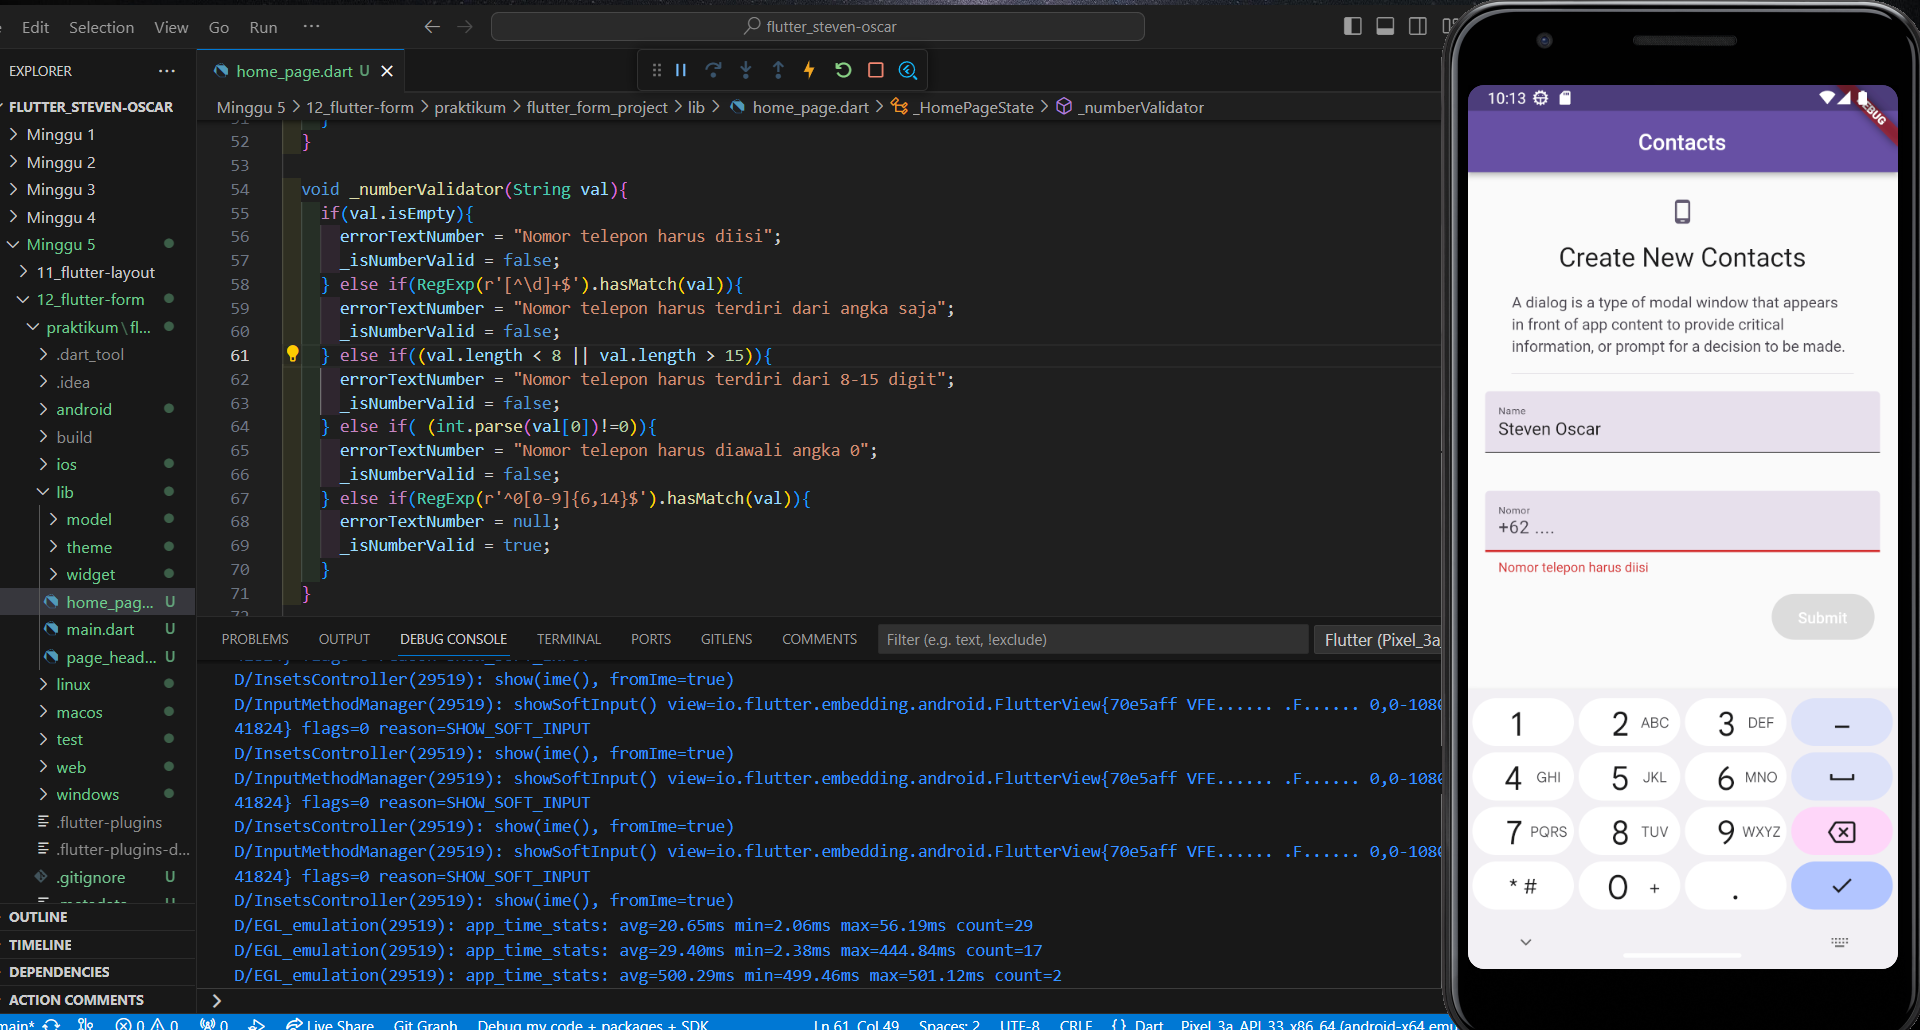 Edit Selection View Go Run ··· flutter_steven-oscar
EXPLORER ···
FLUTTER_STEVEN-OSCAR
Minggu 1
Minggu 2
Minggu 3
Minggu 4
Minggu 5
11_flutter-layout
12_flutter-form
praktikum\fl...
.dart_tool
.idea
android
build
ios
lib
model
theme
widget
home_pag... U
main.dart U
page_head... U
linux
macos
test
web
windows
.flutter-plugins
.flutter-plugins-d...
.gitignore U
OUTLINE
TIMELINE
DEPENDENCIES
ACTION COMMENTS
home_page.dart U
Minggu 5 > 12_flutter-form > praktikum > flutter_form_project > lib > home_page.dart > _HomePageState > _numberValidator
52 }
53
54 void _numberValidator(String val){
55 if(val.isEmpty){
56 errorTextNumber = "Nomor telepon harus diisi";
57 _isNumberValid = false;
58 } else if(RegExp(r'[^\d]+$').hasMatch(val)){
59 errorTextNumber = "Nomor telepon harus terdiri dari angka saja";
60 _isNumberValid = false;
61 } else if((val.length < 8 || val.length > 15)){
62 errorTextNumber = "Nomor telepon harus terdiri dari 8-15 digit";
63 _isNumberValid = false;
64 } else if( (int.parse(val[0])!=0)){
65 errorTextNumber = "Nomor telepon harus diawali angka 0";
66 _isNumberValid = false;
67 } else if(RegExp(r'^0[0-9]{6,14}$').hasMatch(val)){
68 errorTextNumber = null;
69 _isNumberValid = true;
70 }
71 }
PROBLEMS OUTPUT DEBUG CONSOLE TERMINAL PORTS GITLENS COMMENTS Filter (e.g. text, !exclude) Flutter (Pixel_3a
D/InsetsController(29519): show(ime(), fromIme=true)
D/InputMethodManager(29519): showSoftInput() view=io.flutter.embedding.android.FlutterView{70e5aff VFE...... .F...... 0,0-1080
41824} flags=0 reason=SHOW_SOFT_INPUT
D/InsetsController(29519): show(ime(), fromIme=true)
D/InputMethodManager(29519): showSoftInput() view=io.flutter.embedding.android.FlutterView{70e5aff VFE...... .F...... 0,0-1080
41824} flags=0 reason=SHOW_SOFT_INPUT
D/InsetsController(29519): show(ime(), fromIme=true)
D/InputMethodManager(29519): showSoftInput() view=io.flutter.embedding.android.FlutterView{70e5aff VFE...... .F...... 0,0-1080
41824} flags=0 reason=SHOW_SOFT_INPUT
D/InsetsController(29519): show(ime(), fromIme=true)
D/EGL_emulation(29519): app_time_stats: avg=20.65ms min=2.06ms max=56.19ms count=29
D/EGL_emulation(29519): app_time_stats: avg=29.40ms min=2.38ms max=444.84ms count=17
D/EGL_emulation(29519): app_time_stats: avg=500.29ms min=499.46ms max=501.12ms count=2
>
main* 0 0 0 Live Share Git Graph Debug my code + packages + SDK Ln 61, Col 49 Spaces: 2 UTF-8 CRLF {} Dart Pixel_3a_API_33_x86_64 (android-x64 emu
10:13
DEBUG
Contacts
Create New Contacts
A dialog is a type of modal window that appears
in front of app content to provide critical
information, or prompt for a decision to be made.
Name
Steven Oscar
Nomor
+62 ....
Nomor telepon harus diisi
Submit
1 2 ABC 3 DEF –
4 GHI 5 JKL 6 MNO
7 PQRS 8 TUV 9 WXYZ
* # 0 + .